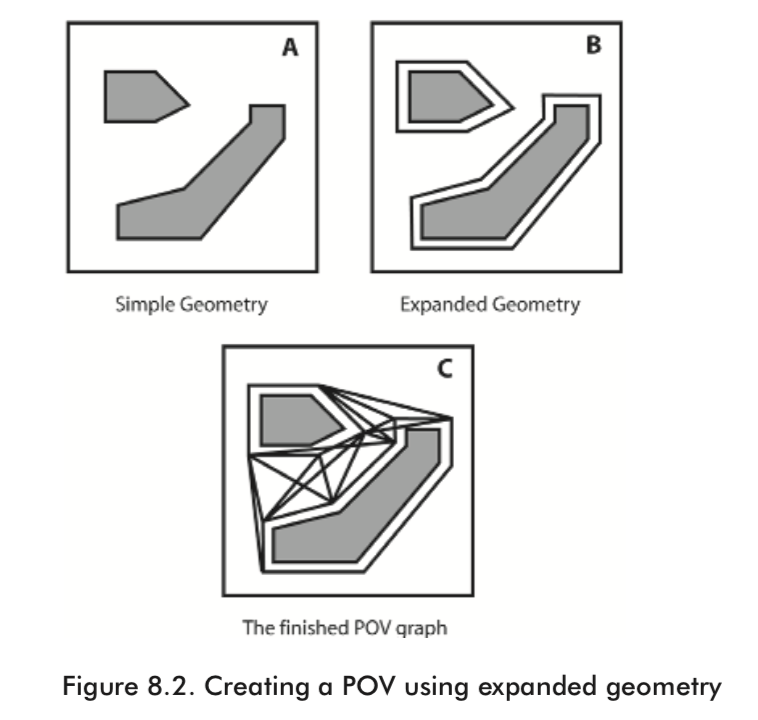 A
B
Simple Geometry
Expanded Geometry
C
The finished POV graph
Figure 8.2. Creating a POV using expanded geometry